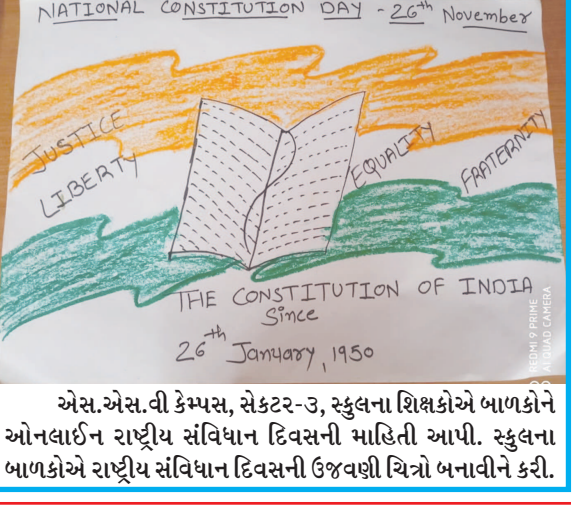 NATIONAL CONSTITUTION DAY - 26th November
JUSTICE
LIBERTY
EQUALITY
FRATERNITY
THE CONSTITUTION OF INDIA
Since
26th January, 1950
REDMI 9 PRIME
AI QUAD CAMERA
એસ.એસ.વી કેમ્પસ, સેકટર-૩, સ્કુલના શિક્ષકોએ બાળકોને
ઓનલાઈન રાષ્ટ્રીય સંવિધાન દિવસની માહિતી આપી. સ્કુલના
બાળકોએ રાષ્ટ્રીય સંવિધાન દિવસની ઉજવણી ચિત્રો બનાવીને કરી.